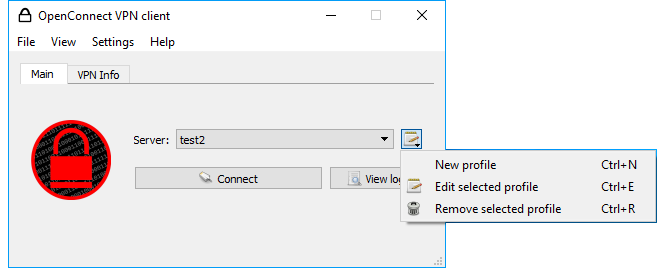 OpenConnect VPN client
File View Settings Help
Main VPN Info
Server: test2
Connect View log
New profile Ctrl+N
Edit selected profile Ctrl+E
Remove selected profile Ctrl+R